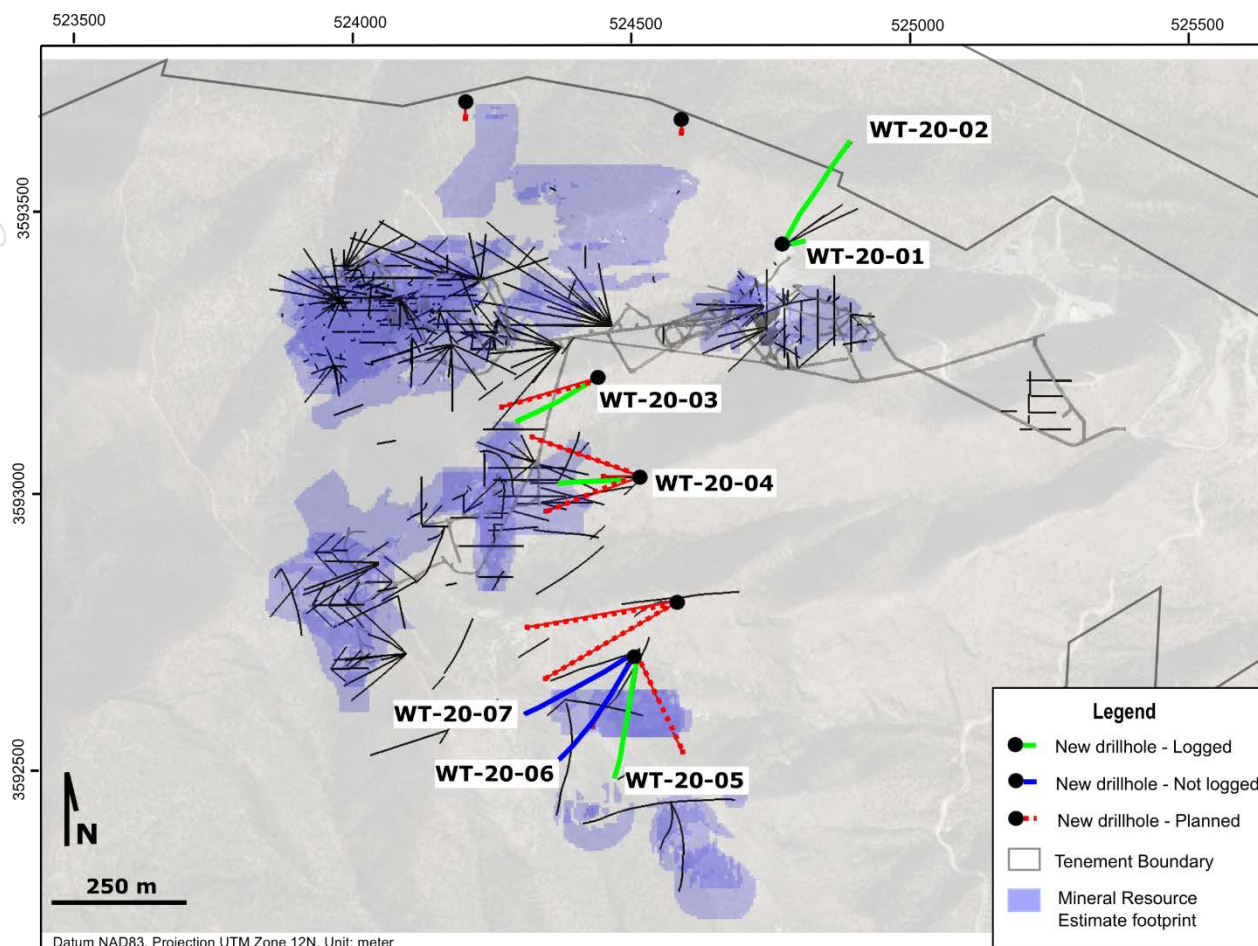 523500 524000 524500 525000 525500
WT-20-02
3593500
WT-20-01
WT-20-03
3593000
WT-20-04
WT-20-07
WT-20-06
WT-20-05
3592500
N
250 m
Legend
New drillhole - Logged
New drillhole - Not logged
New drillhole - Planned
Tenement Boundary
Mineral Resource
Estimate footprint
Datum NAD83, Projection UTM Zone 12N, Unit: meter